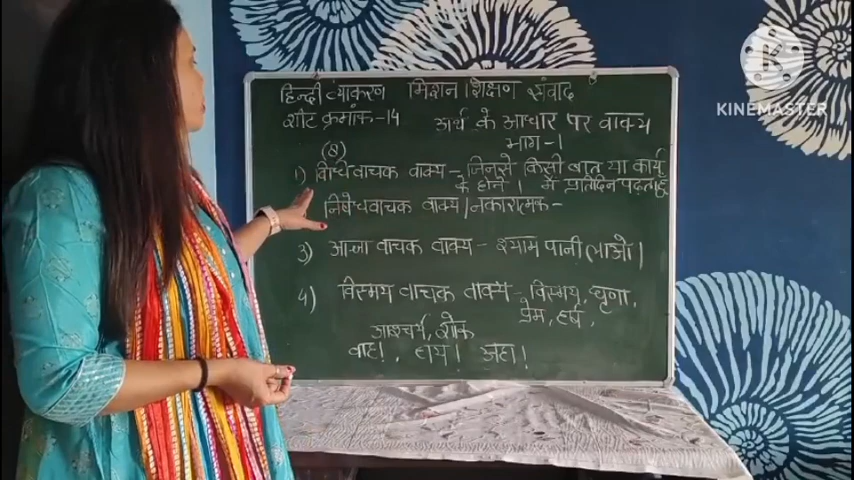 हिन्दी व्याकरण मिशन शिक्षण संवाद
शीट क्रमांक-14 अर्थ के आधार पर वाक्य
भाग-1
(8)
1) विधिवाचक वाक्य - जिनसे किसी बात या कार्य
के होने। में प्रतिदिन पढ़ता हूँ
निषेधवाचक वाक्य/नकारात्मक-
3) आज्ञा वाचक वाक्य - श्याम पानी लाओ।
4) विस्मय वाचक वाक्य - विस्मय, घृणा,
प्रेम, हर्ष,
आश्चर्य, शोक
वाह!, हाय! अहा!
K
KINEMASTER